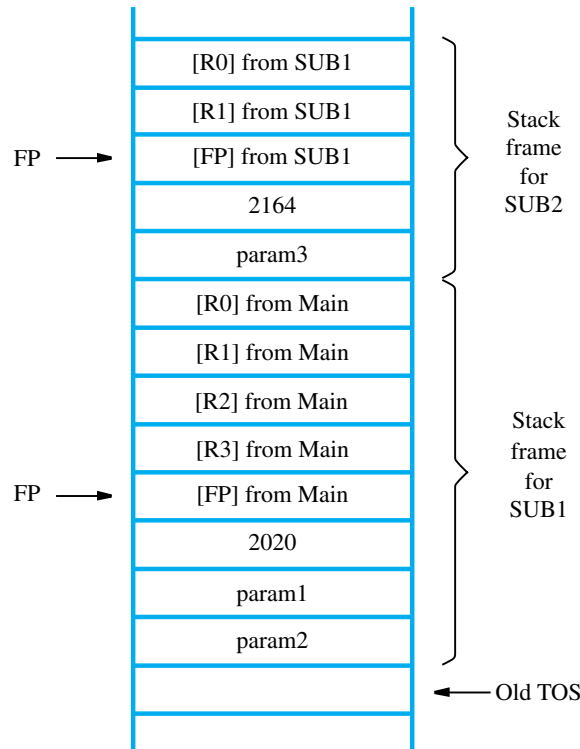 [R0] from SUB1
[R1] from SUB1
FP
[FP] from SUB1
2164
param3
Stack
frame
for
SUB2
[R0] from Main
[R1] from Main
[R2] from Main
[R3] from Main
FP
[FP] from Main
2020
param1
param2
Stack
frame
for
SUB1
Old TOS